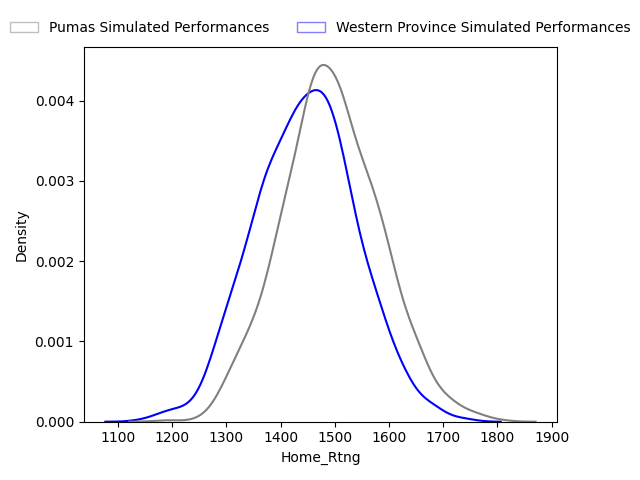 Pumas Simulated Performances Western Province Simulated Performances
0.004
0.003
0.002
0.001
0.000
Density
1100 1200 1300 1400 1500 1600 1700 1800 1900
Home_Rtng